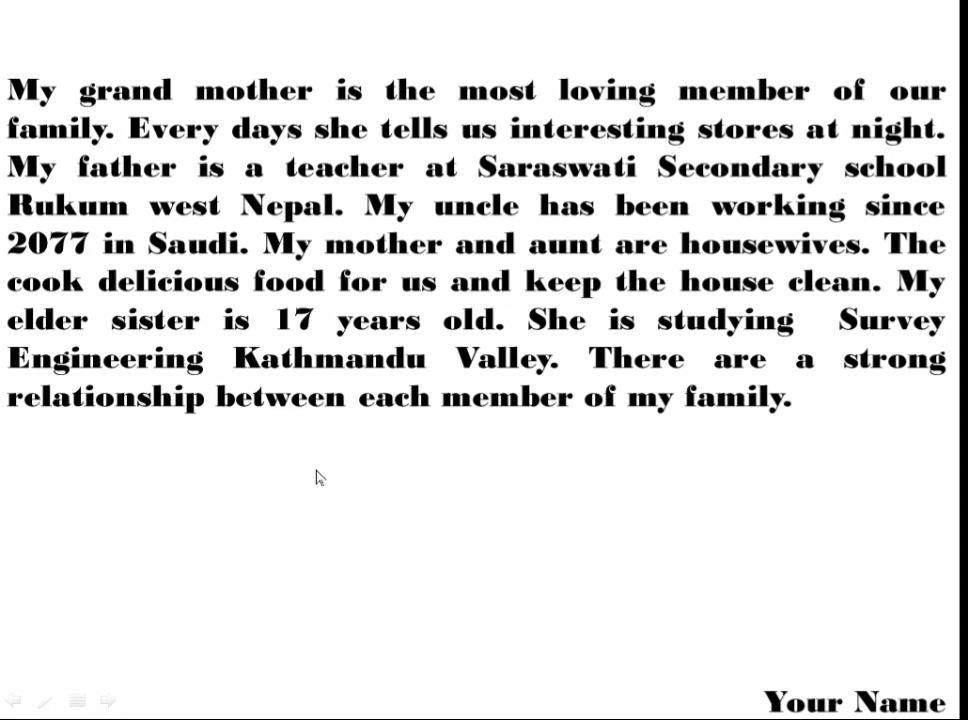 My grand mother is the most loving member of our
family. Every days she tells us interesting stores at night.
My father is a teacher at Saraswati Secondary school
Rukum west Nepal. My uncle has been working since
2077 in Saudi. My mother and aunt are housewives. The
cook delicious food for us and keep the house clean. My
elder sister is 17 years old. She is studying Survey
Engineering Kathmandu Valley. There are a strong
relationship between each member of my family.
Your Name